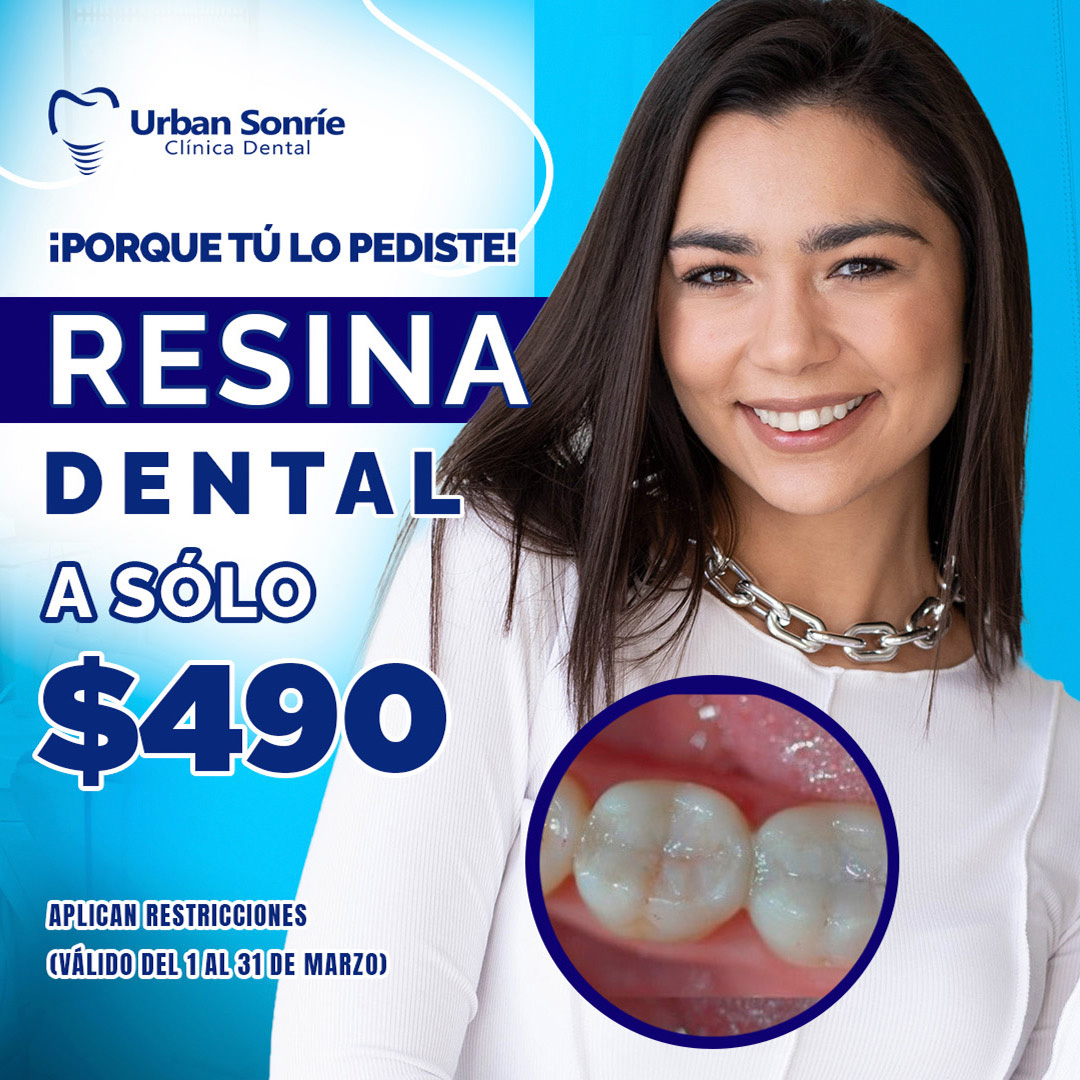 Urban Sonríe
Clínica Dental
¡PORQUE TÚ LO PEDISTE!
RESINA
DENTAL
A SÓLO
$490
APLICAN RESTRICCIONES
(VÁLIDO DEL 1 AL 31 DE MARZO)